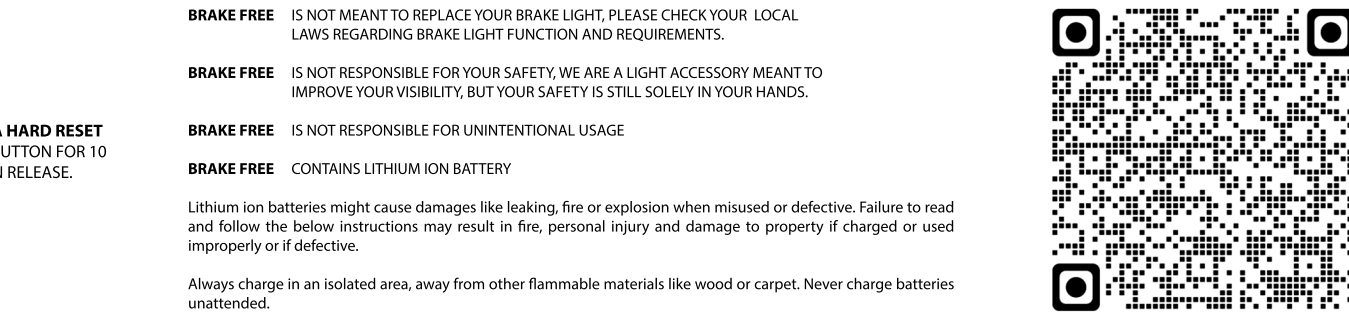 A HARD RESET
UTTON FOR 10
RELEASE.
BRAKE FREE IS NOT MEANT TO REPLACE YOUR BRAKE LIGHT, PLEASE CHECK YOUR LOCAL
LAWS REGARDING BRAKE LIGHT FUNCTION AND REQUIREMENTS.
BRAKE FREE IS NOT RESPONSIBLE FOR YOUR SAFETY, WE ARE A LIGHT ACCESSORY MEANT TO
IMPROVE YOUR VISIBILITY, BUT YOUR SAFETY IS STILL SOLELY IN YOUR HANDS.
BRAKE FREE IS NOT RESPONSIBLE FOR UNINTENTIONAL USAGE
BRAKE FREE CONTAINS LITHIUM ION BATTERY
Lithium ion batteries might cause damages like leaking, fire or explosion when misused or defective. Failure to read
and follow the below instructions may result in fire, personal injury and damage to property if charged or used
improperly or if defective.
Always charge in an isolated area, away from other flammable materials like wood or carpet. Never charge batteries
unattended.